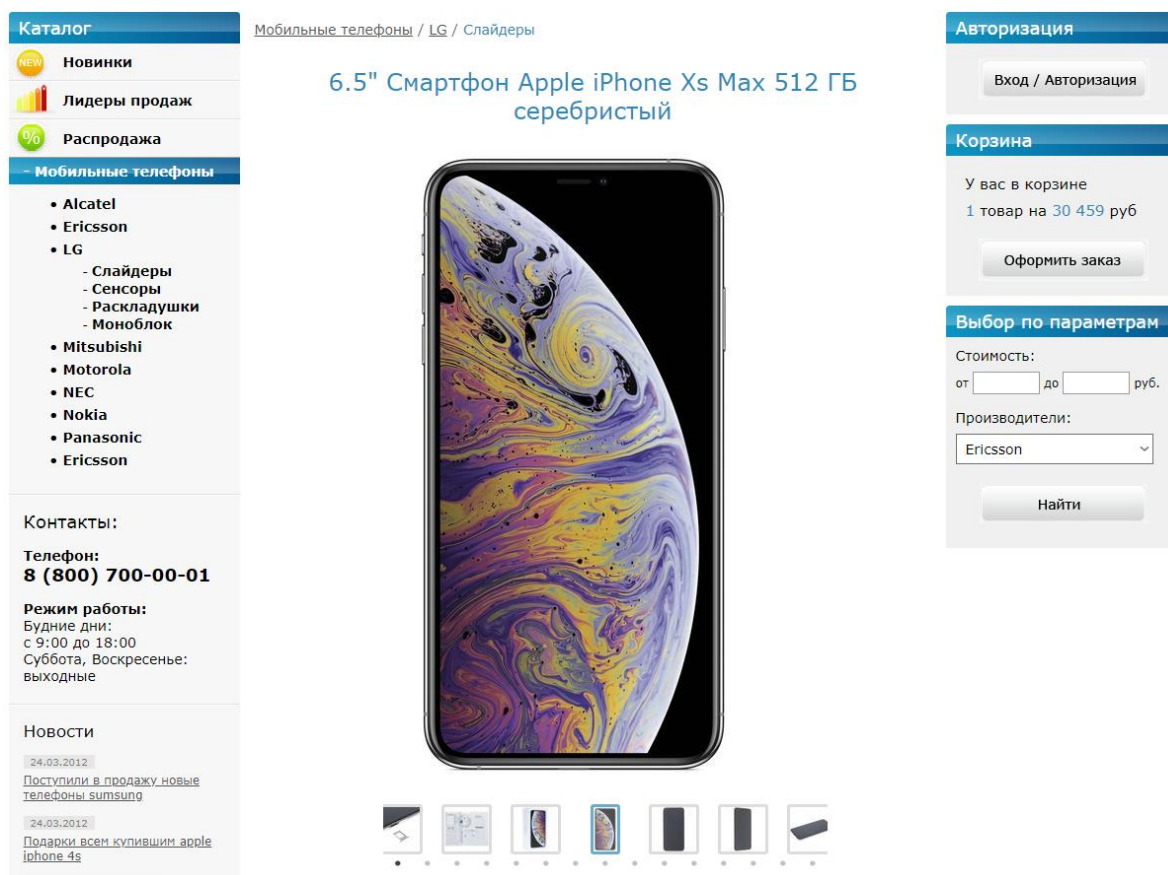 Каталог
NEW
Новинки
Лидеры продаж
%
Распродажа
- Мобильные телефоны
• Alcatel
• Ericsson
• LG
- Слайдеры
- Сенсоры
- Раскладушки
- Моноблок
• Mitsubishi
• Motorola
• NEC
• Nokia
• Panasonic
• Ericsson
Контакты:
Телефон:
8 (800) 700-00-01
Режим работы:
Будние дни:
с 9:00 до 18:00
Суббота, Воскресенье:
выходные
Новости
24.03.2012
Поступили в продажу новые
телефоны sumsung
24.03.2012
Подарки всем купившим apple
iphone 4s
Мобильные телефоны / LG / Слайдеры
6.5" Смартфон Apple iPhone Xs Max 512 ГБ
серебристый
Авторизация
Вход / Авторизация
Корзина
У вас в корзине
1 товар на 30 459 руб
Оформить заказ
Выбор по параметрам
Стоимость:
от до руб.
Производители:
Ericsson
Найти